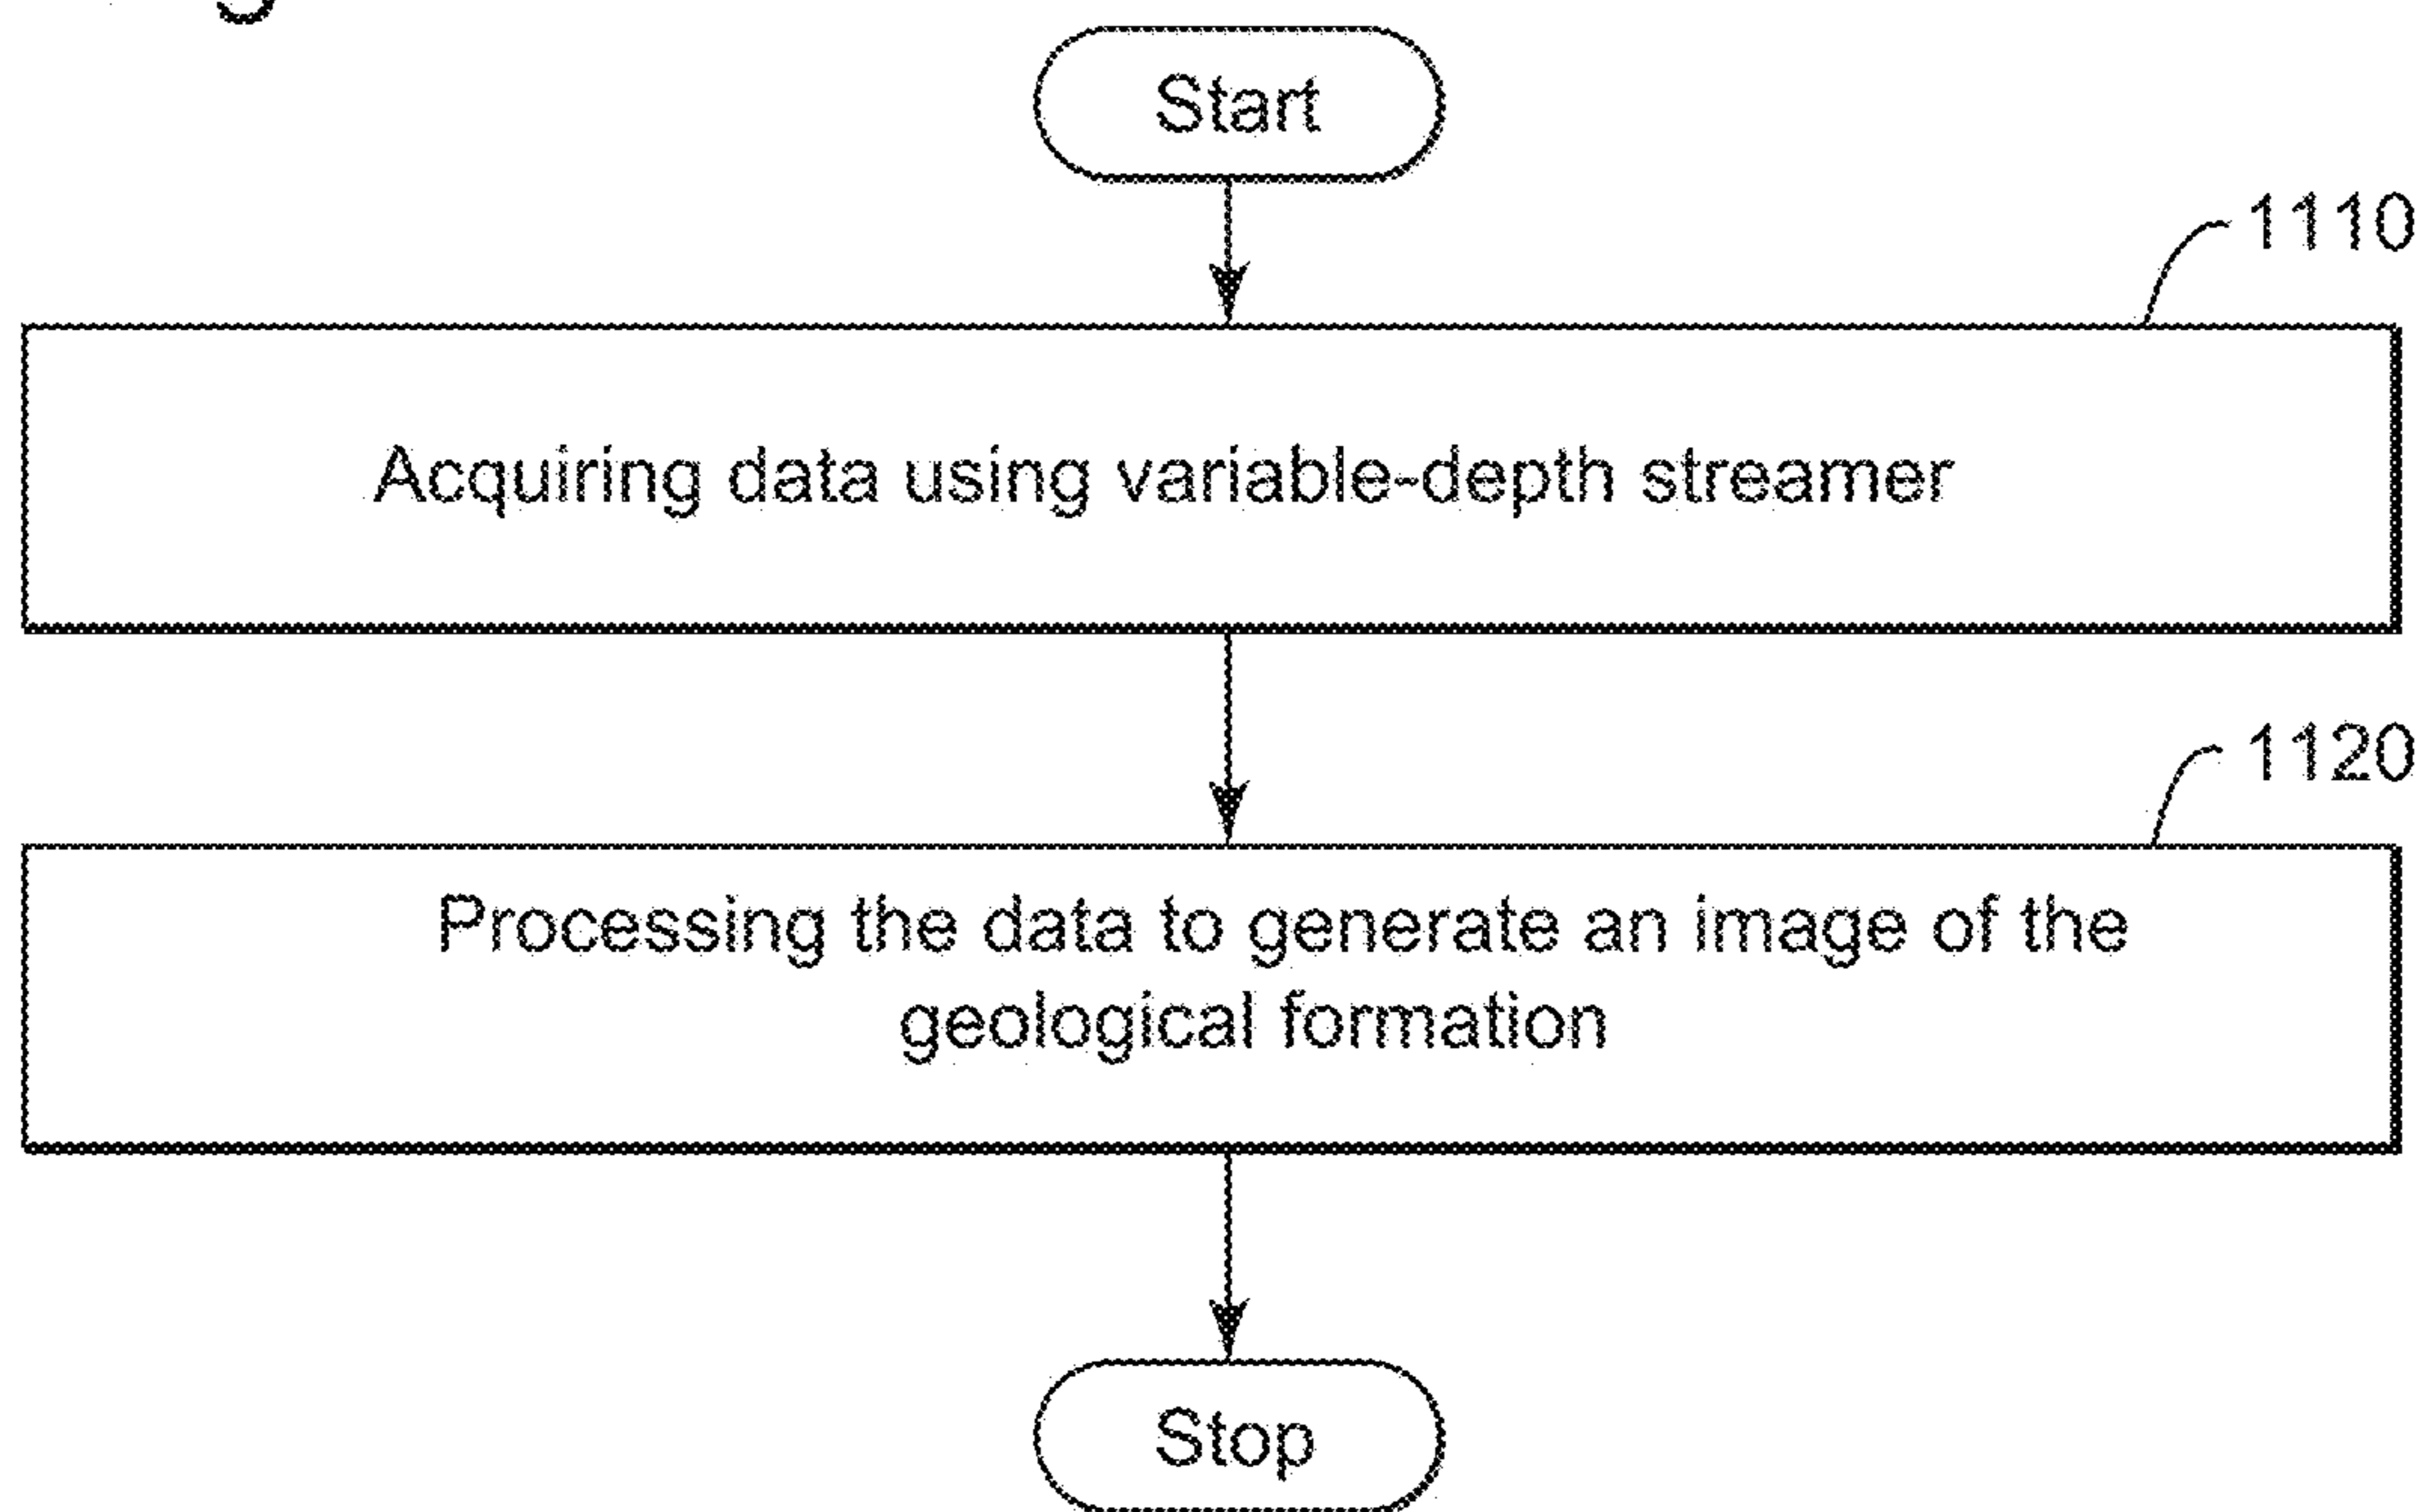 Start
1110
Acquiring data using variable-depth streamer
1120
Processing the data to generate an image of the
geological formation
Stop